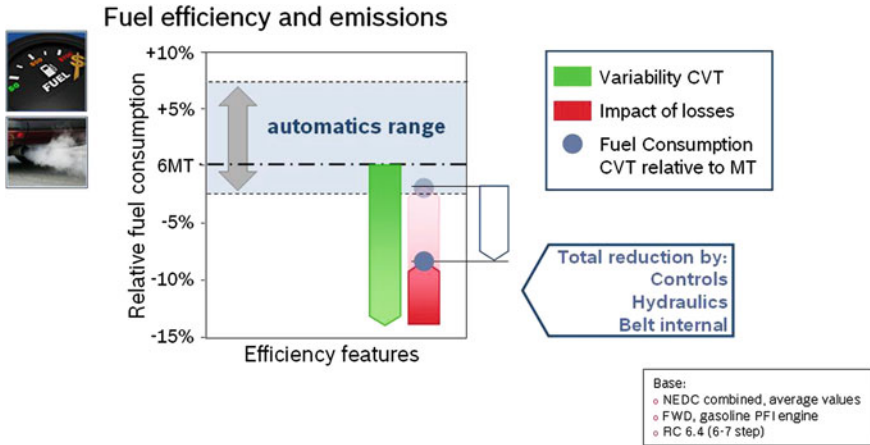 Fuel efficiency and emissions
FUEL
+10%
+5%
6MT
-5%
-10%
-15%
Relative fuel consumption
automatics range
Efficiency features
Variability CVT
Impact of losses
Fuel Consumption
CVT relative to MT
Total reduction by:
Controls
Hydraulics
Belt internal
Base:
NEDC combined, average values
FWD, gasoline PFI engine
RC 6.4 (6-7 step)